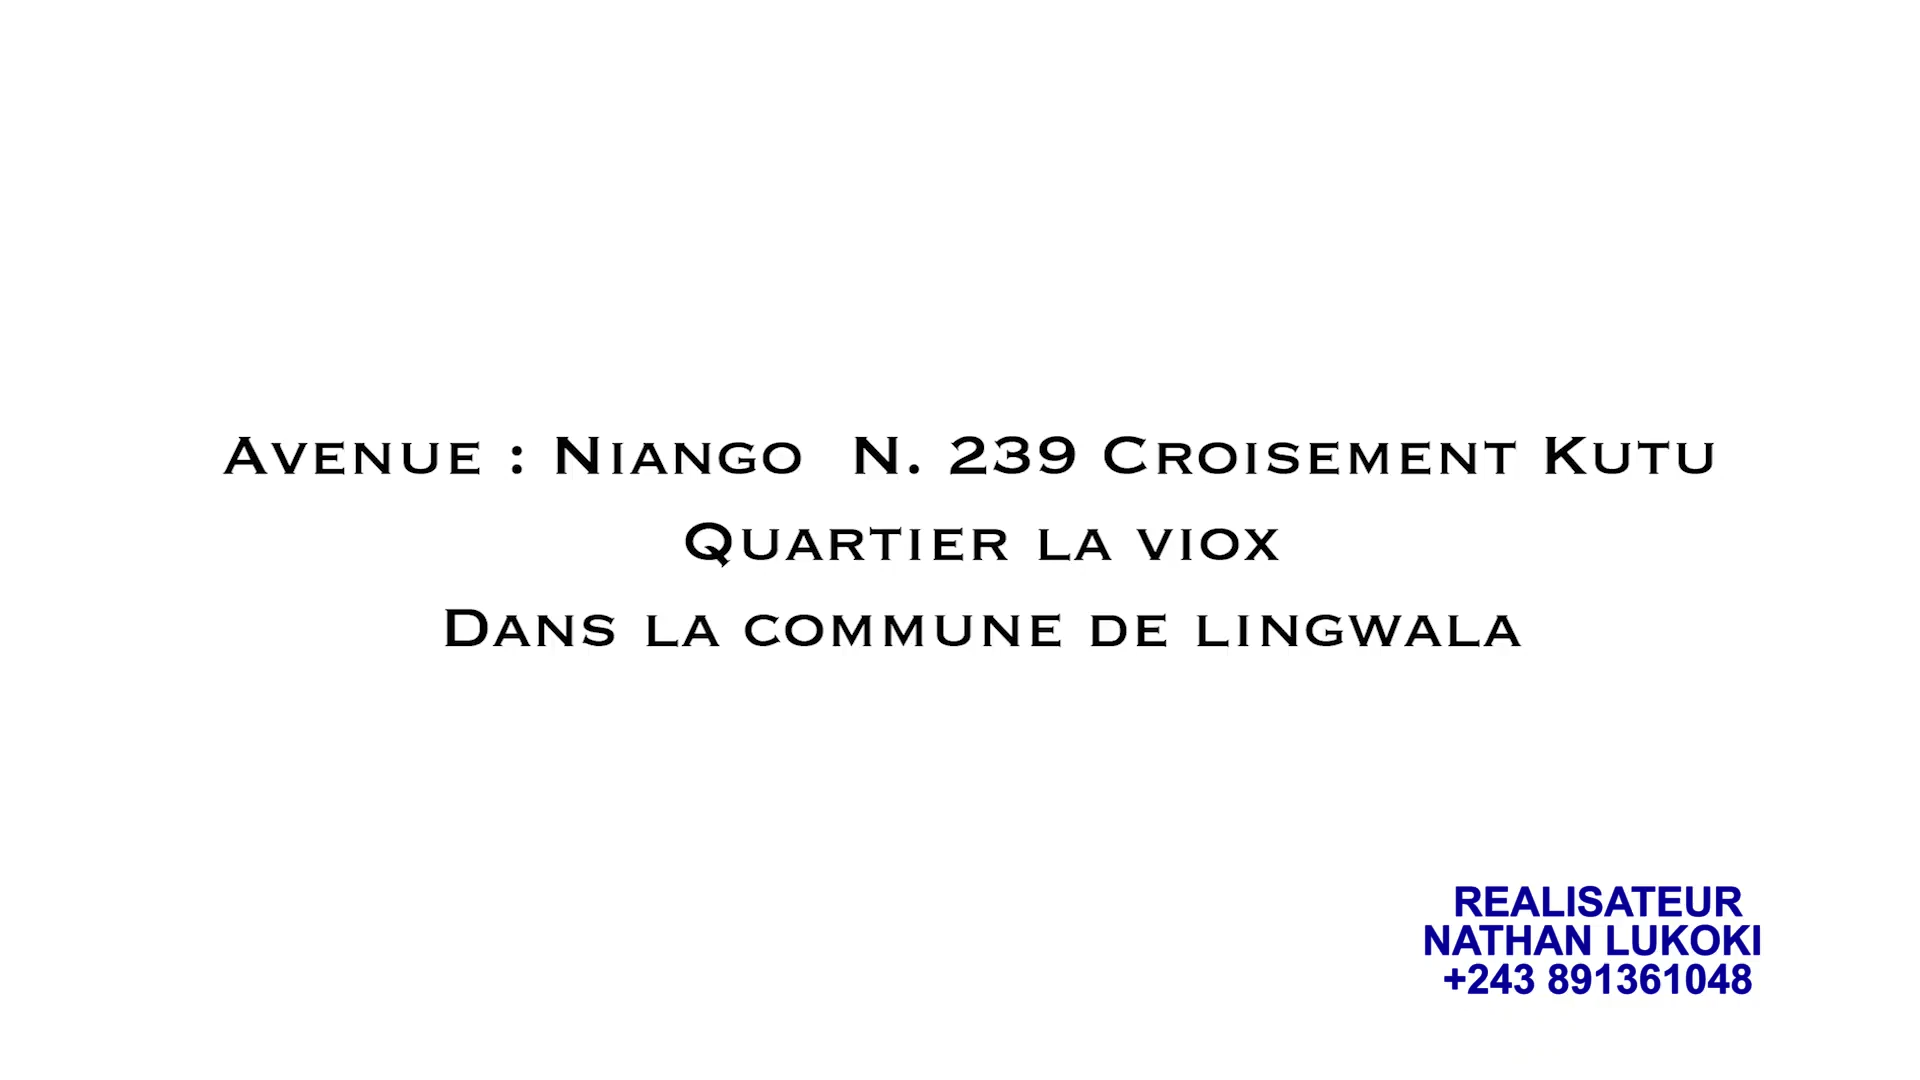 Avenue : Niango N. 239 Croisement Kutu
Quartier la viox
Dans la commune de lingwala
REALISATEUR
NATHAN LUKOKI
+243 891361048